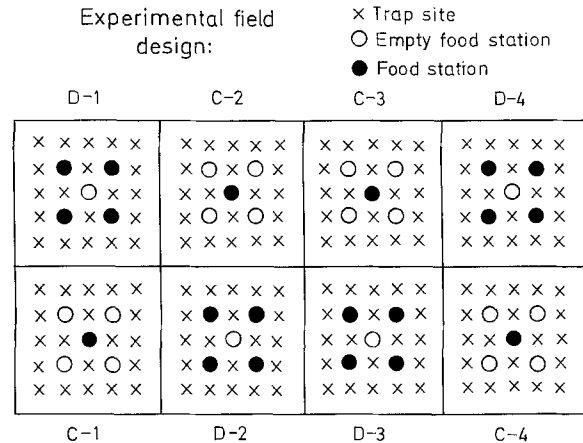 Experimental field
design:
× Trap site
Empty food station
Food station
D-1 C-2 C-3 D-4
C-1 D-2 D-3 C-4